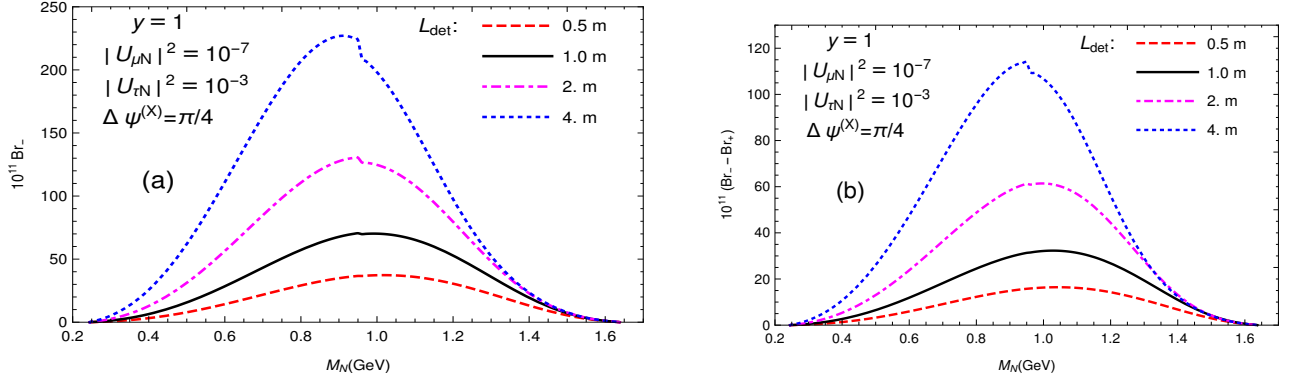 y = 1
| U_μN |² = 10⁻⁷
| U_τN |² = 10⁻³
Δ ψ^(X)=π/4
L_det:
0.5 m
1.0 m
2. m
4. m
(a)
10¹¹ Br₋
250
200
150
100
50
0
0.2 0.4 0.6 0.8 1.0 1.2 1.4 1.6
M_N(GeV)
y = 1
| U_μN |² = 10⁻⁷
| U_τN |² = 10⁻³
Δ ψ^(X)=π/4
L_det:
0.5 m
1.0 m
2. m
4. m
(b)
10¹¹ (Br₋ - Br₊)
120
100
80
60
40
20
0
0.2 0.4 0.6 0.8 1.0 1.2 1.4 1.6
M_N(GeV)